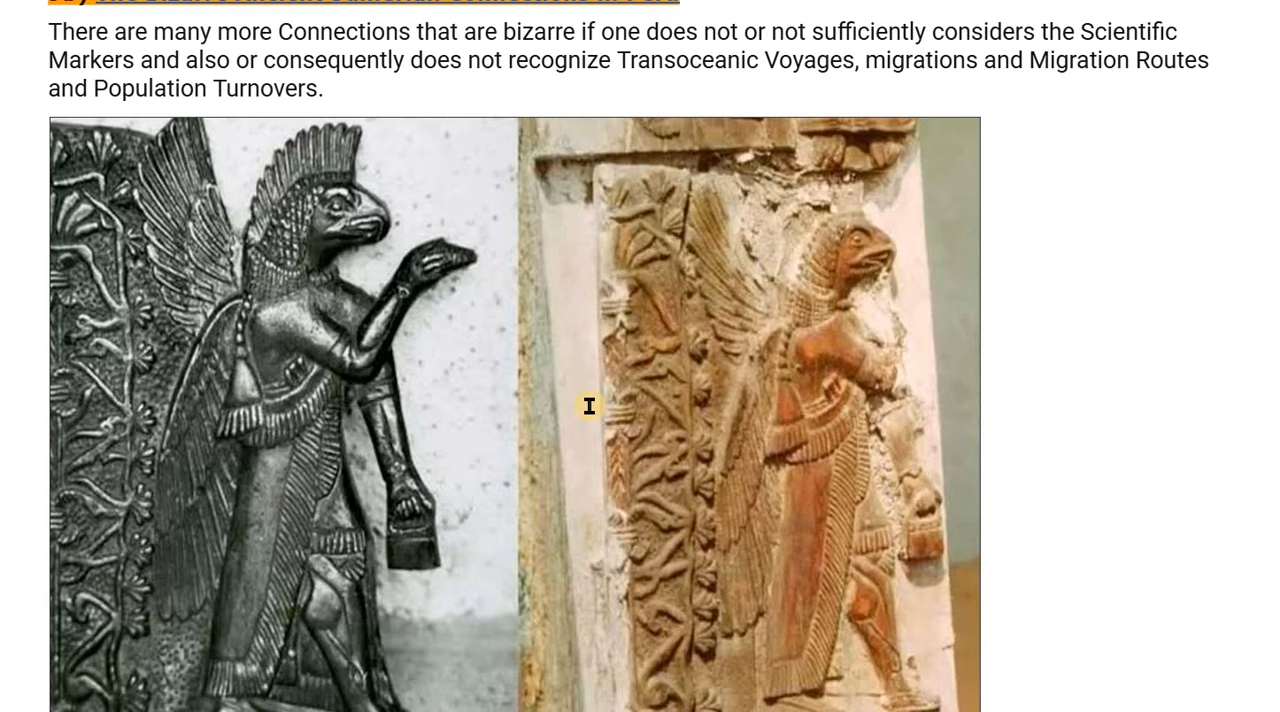 There are many more Connections that are bizarre if one does not or not sufficiently considers the Scientific
Markers and also or consequently does not recognize Transoceanic Voyages, migrations and Migration Routes
and Population Turnovers.